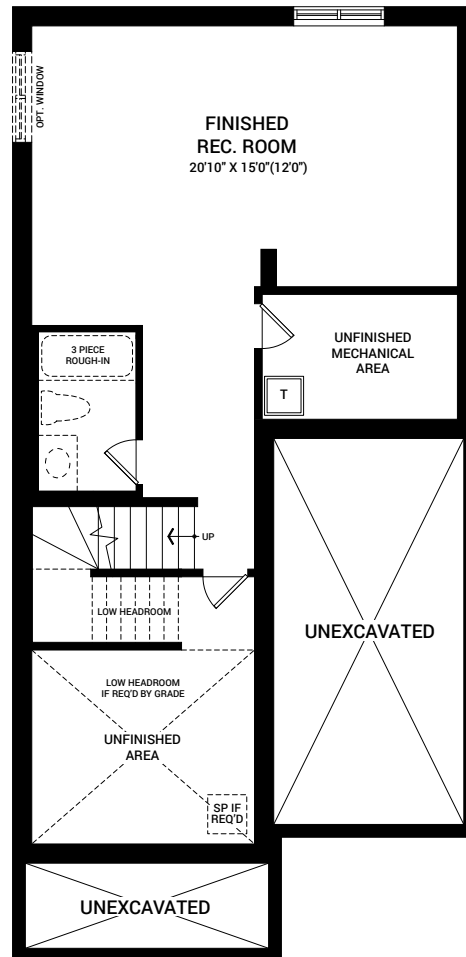 OPT. WINDOW
FINISHED
REC. ROOM
20'10" X 15'0"(12'0")
3 PIECE
ROUGH-IN
UNFINISHED
MECHANICAL
AREA
T
UP
LOW HEADROOM
UNEXCAVATED
LOW HEADROOM
IF REQ'D BY GRADE
UNFINISHED
AREA
SP IF
REQ'D
UNEXCAVATED